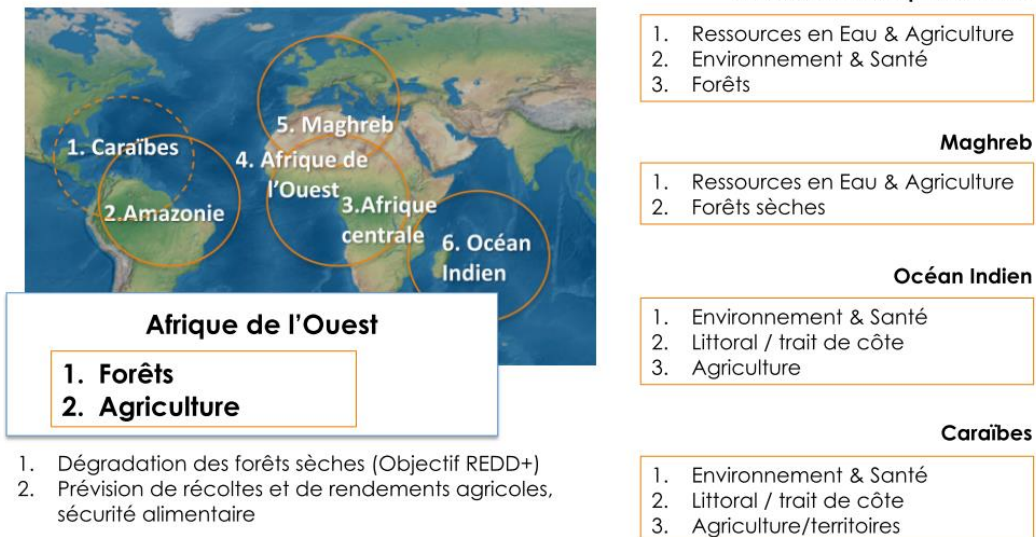 1. Caraïbes
2.Amazonie
3.Afrique
centrale
4. Afrique de
l'Ouest
5. Maghreb
6. Océan
Indien
Afrique de l'Ouest
1. Forêts
2. Agriculture
1. Dégradation des forêts sèches (Objectif REDD+)
2. Prévision de récoltes et de rendements agricoles,
sécurité alimentaire
1. Ressources en Eau & Agriculture
2. Environnement & Santé
3. Forêts
Maghreb
1. Ressources en Eau & Agriculture
2. Forêts sèches
Océan Indien
1. Environnement & Santé
2. Littoral / trait de côte
3. Agriculture
Caraïbes
1. Environnement & Santé
2. Littoral / trait de côte
3. Agriculture/territoires